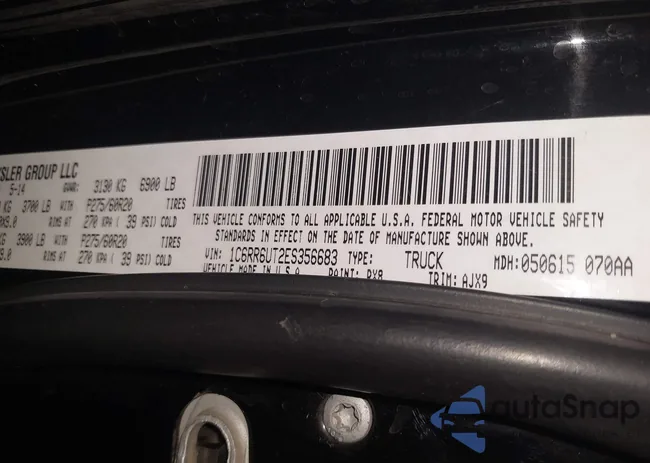 SLER GROUP LLC
5-14 GVWR: 3130 KG 6900 LB
KG 3700 LB WITH P275/60R20 TIRES
RIMS AT 270 KPA ( 39 PSI) COLD
KG 3900 LB WITH P275/60R20 TIRES
RIMS AT 270 KPA ( 39 PSI) COLD
THIS VEHICLE CONFORMS TO ALL APPLICABLE U.S.A. FEDERAL MOTOR VEHICLE SAFETY
STANDARDS IN EFFECT ON THE DATE OF MANUFACTURE SHOWN ABOVE.
VIN: 1C6RR6UT2ES356683 TYPE: TRUCK MDH:050615 070AA
VEHICLE MADE IN U.S.A PAINT: PX8 TRIM: AJX9
autoSnap